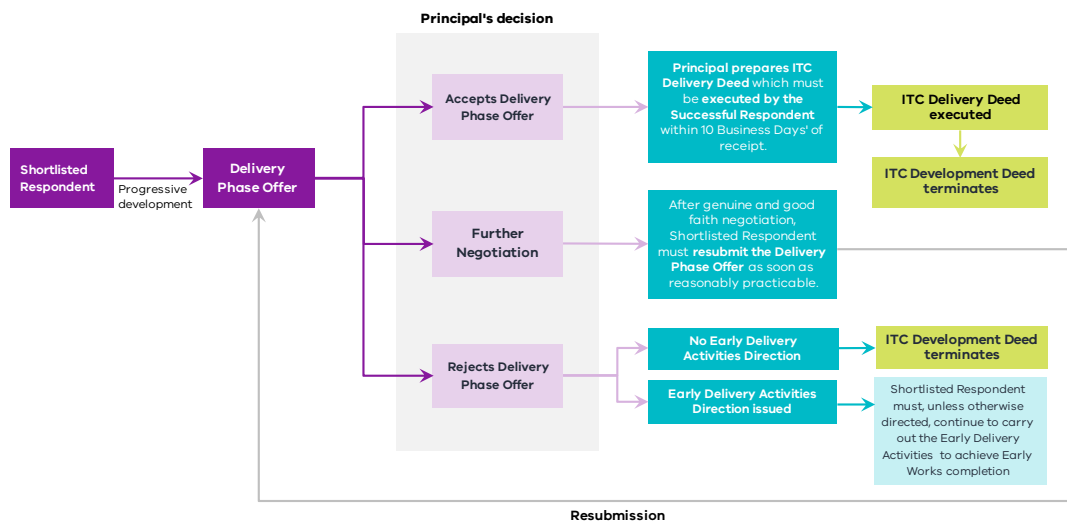 Principal's decision
Shortlisted
Respondent
Progressive
development
Delivery
Phase Offer
Accepts Delivery
Phase Offer
Principal prepares ITC
Delivery Deed which must
be executed by the
Successful Respondent
within 10 Business Days' of
receipt.
ITC Delivery Deed
executed
ITC Development Deed
terminates
Further
Negotiation
After genuine and good
faith negotiation,
Shortlisted Respondent
must resubmit the Delivery
Phase Offer as soon as
reasonably practicable.
Rejects Delivery
Phase Offer
No Early Delivery
Activities Direction
ITC Development Deed
terminates
Early Delivery Activities
Direction issued
Shortlisted Respondent
must, unless otherwise
directed, continue to carry
out the Early Delivery
Activities to achieve Early
Works completion
Resubmission